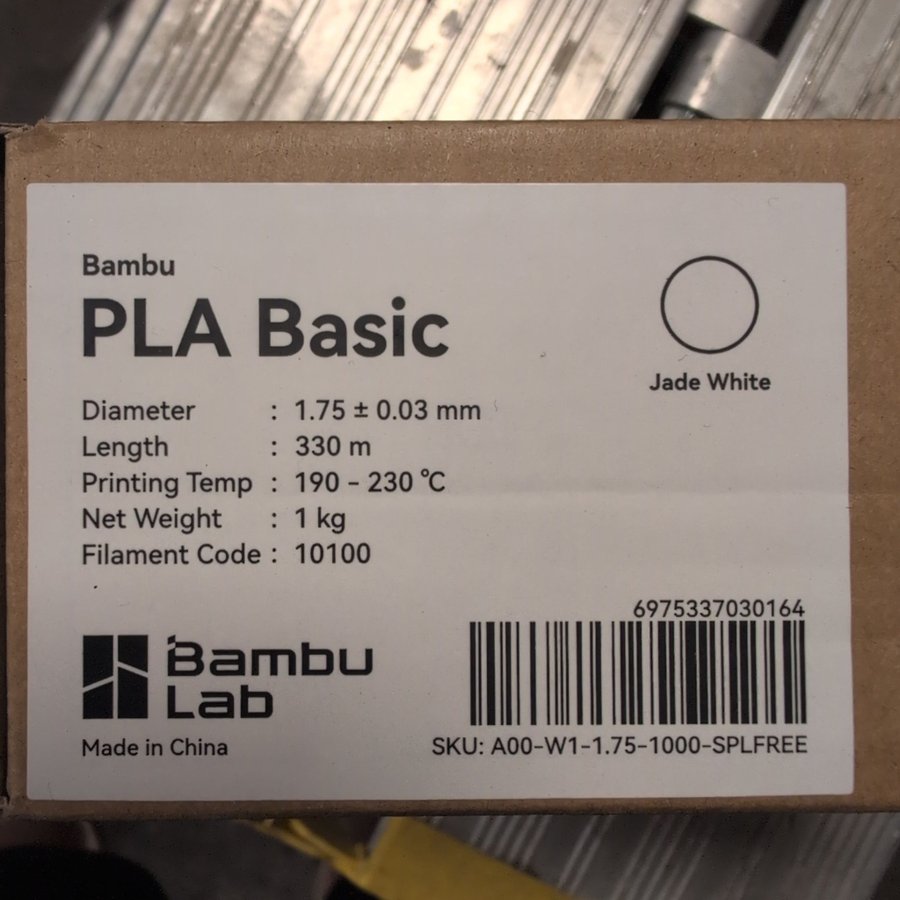 Bambu
PLA Basic
Jade White
Diameter : 1.75 ± 0.03 mm
Length : 330 m
Printing Temp : 190 - 230 ℃
Net Weight : 1 kg
Filament Code : 10100
6975337030164
Bambu
Lab
Made in China
SKU: A00-W1-1.75-1000-SPLFREE